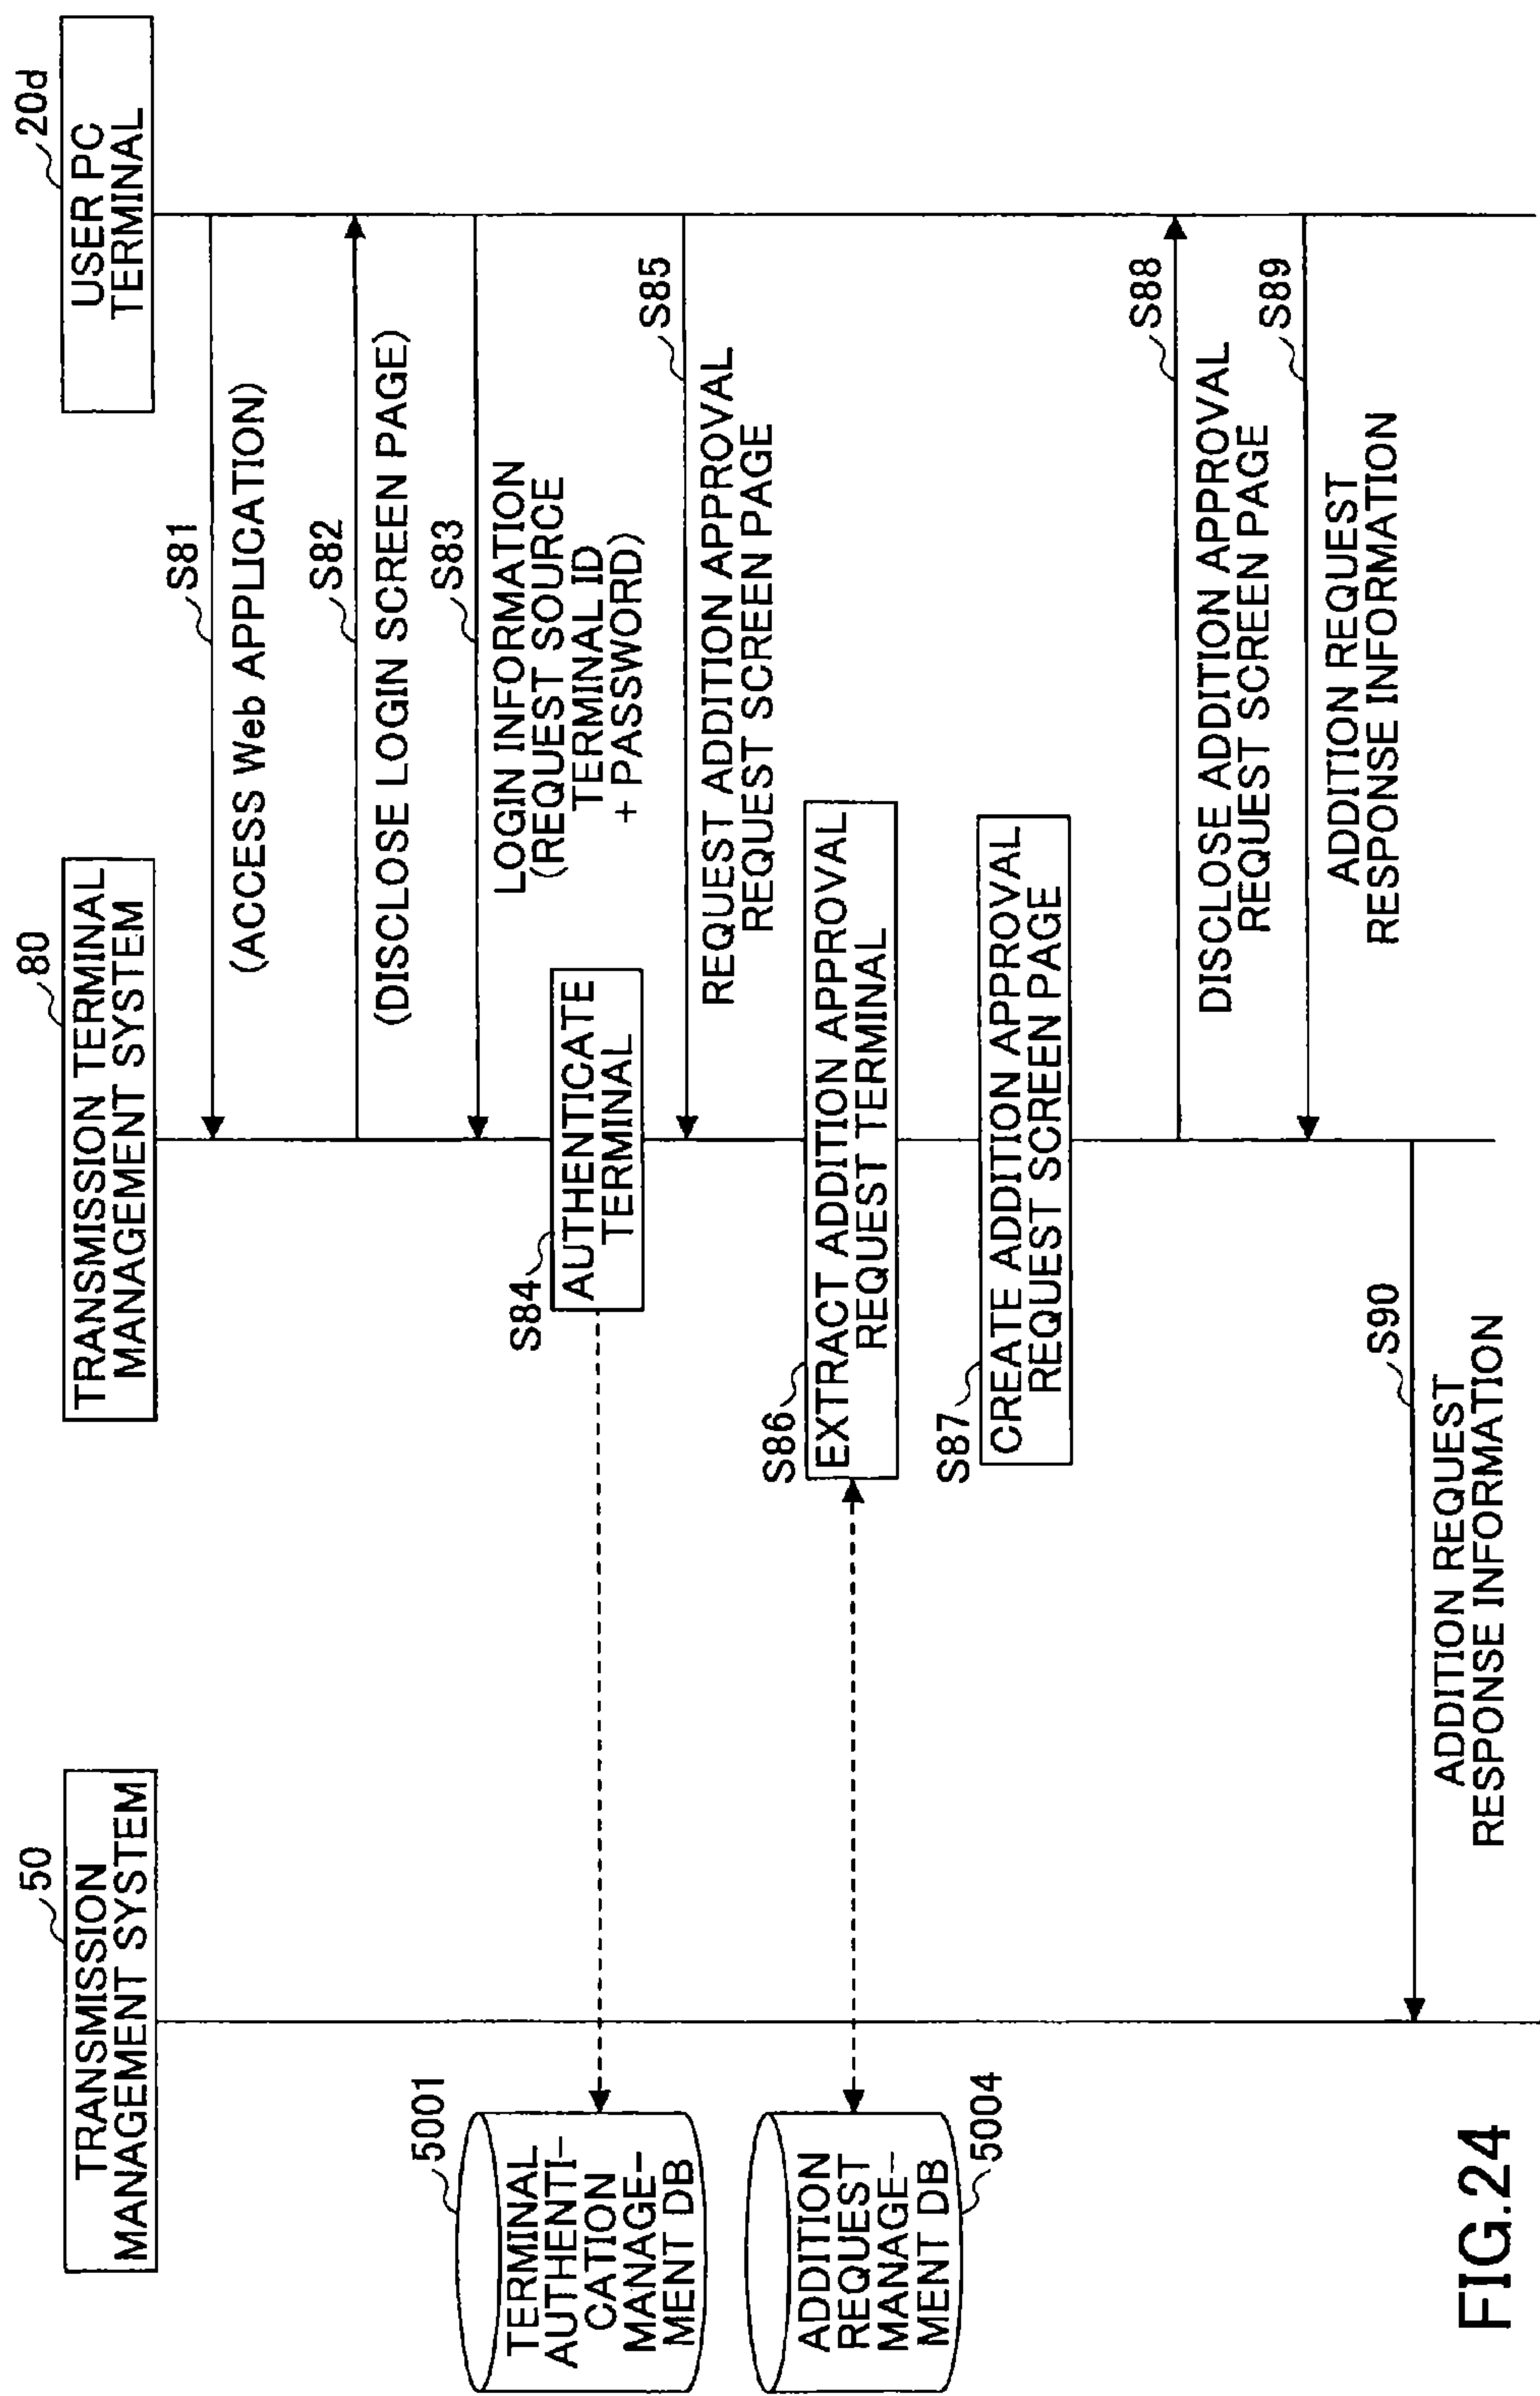 50
TRANSMISSION
MANAGEMENT SYSTEM
80
TRANSMISSION TERMINAL
MANAGEMENT SYSTEM
20d
USER PC
TERMINAL
S81
(ACCESS Web APPLICATION)
S82
(DISCLOSE LOGIN SCREEN PAGE)
S83
LOGIN INFORMATION
(REQUEST SOURCE
TERMINAL ID
+ PASSWORD)
5001
TERMINAL
AUTHENTI-
CATION
MANAGE-
MENT DB
S84
AUTHENTICATE
TERMINAL
S85
REQUEST ADDITION APPROVAL
REQUEST SCREEN PAGE
ADDITION
REQUEST
MANAGE-
MENT DB
5004
S86
EXTRACT ADDITION APPROVAL
REQUEST TERMINAL
S87
CREATE ADDITION APPROVAL
REQUEST SCREEN PAGE
S88
DISCLOSE ADDITION APPROVAL
REQUEST SCREEN PAGE
S89
ADDITION REQUEST
RESPONSE INFORMATION
S90
ADDITION REQUEST
RESPONSE INFORMATION
FIG.24